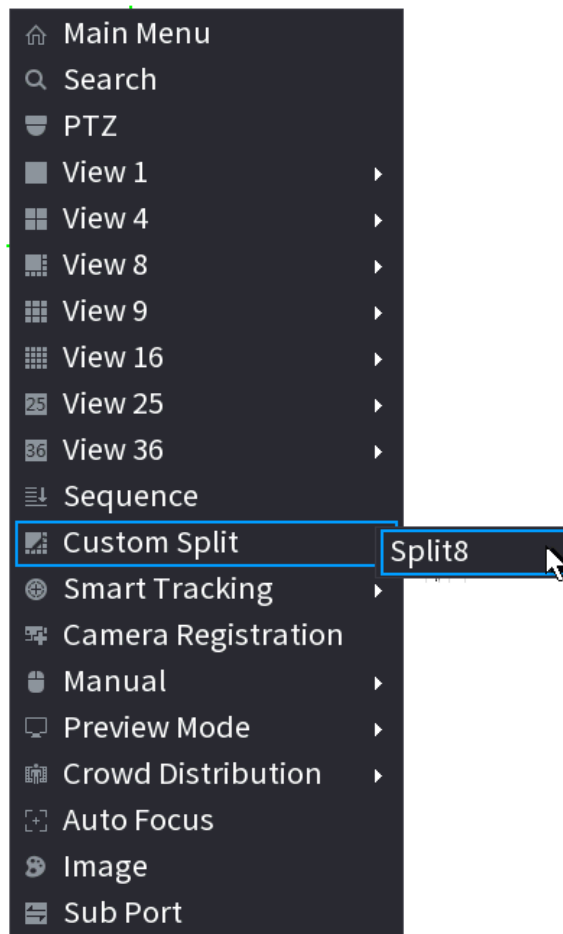 Main Menu
Search
PTZ
View 1
View 4
View 8
View 9
View 16
25 View 25
36 View 36
Sequence
Custom Split
Split8
Smart Tracking
Camera Registration
Manual
Preview Mode
Crowd Distribution
Auto Focus
Image
Sub Port